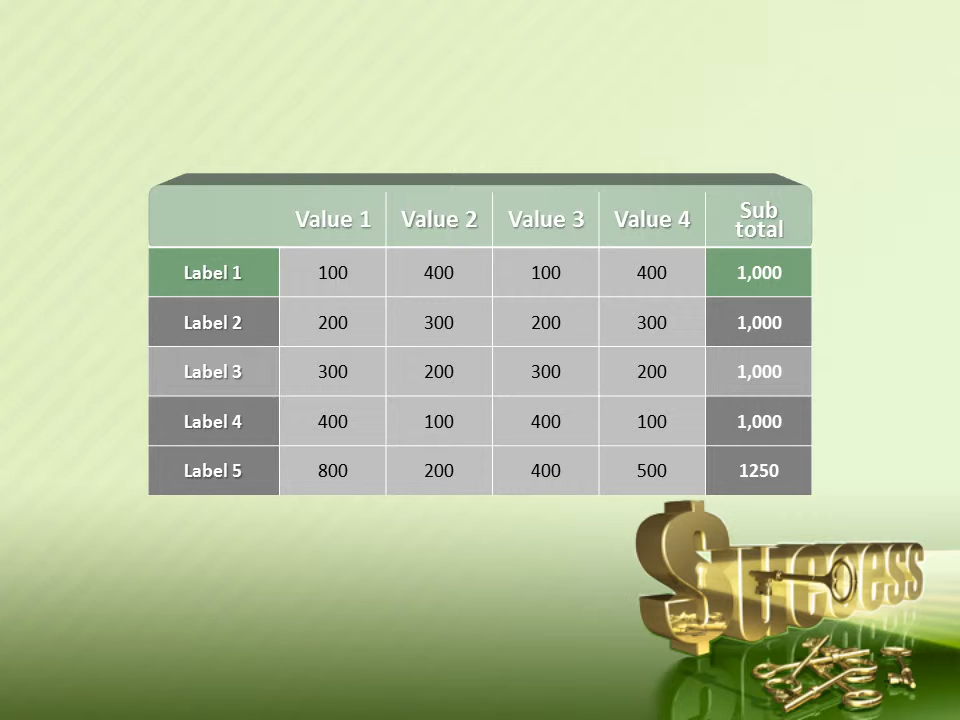 Value 1 Value 2 Value 3 Value 4 Sub total
Label 1 100 400 100 400 1,000
Label 2 200 300 200 300 1,000
Label 3 300 200 300 200 1,000
Label 4 400 100 400 100 1,000
Label 5 800 200 400 500 1250
$uccess